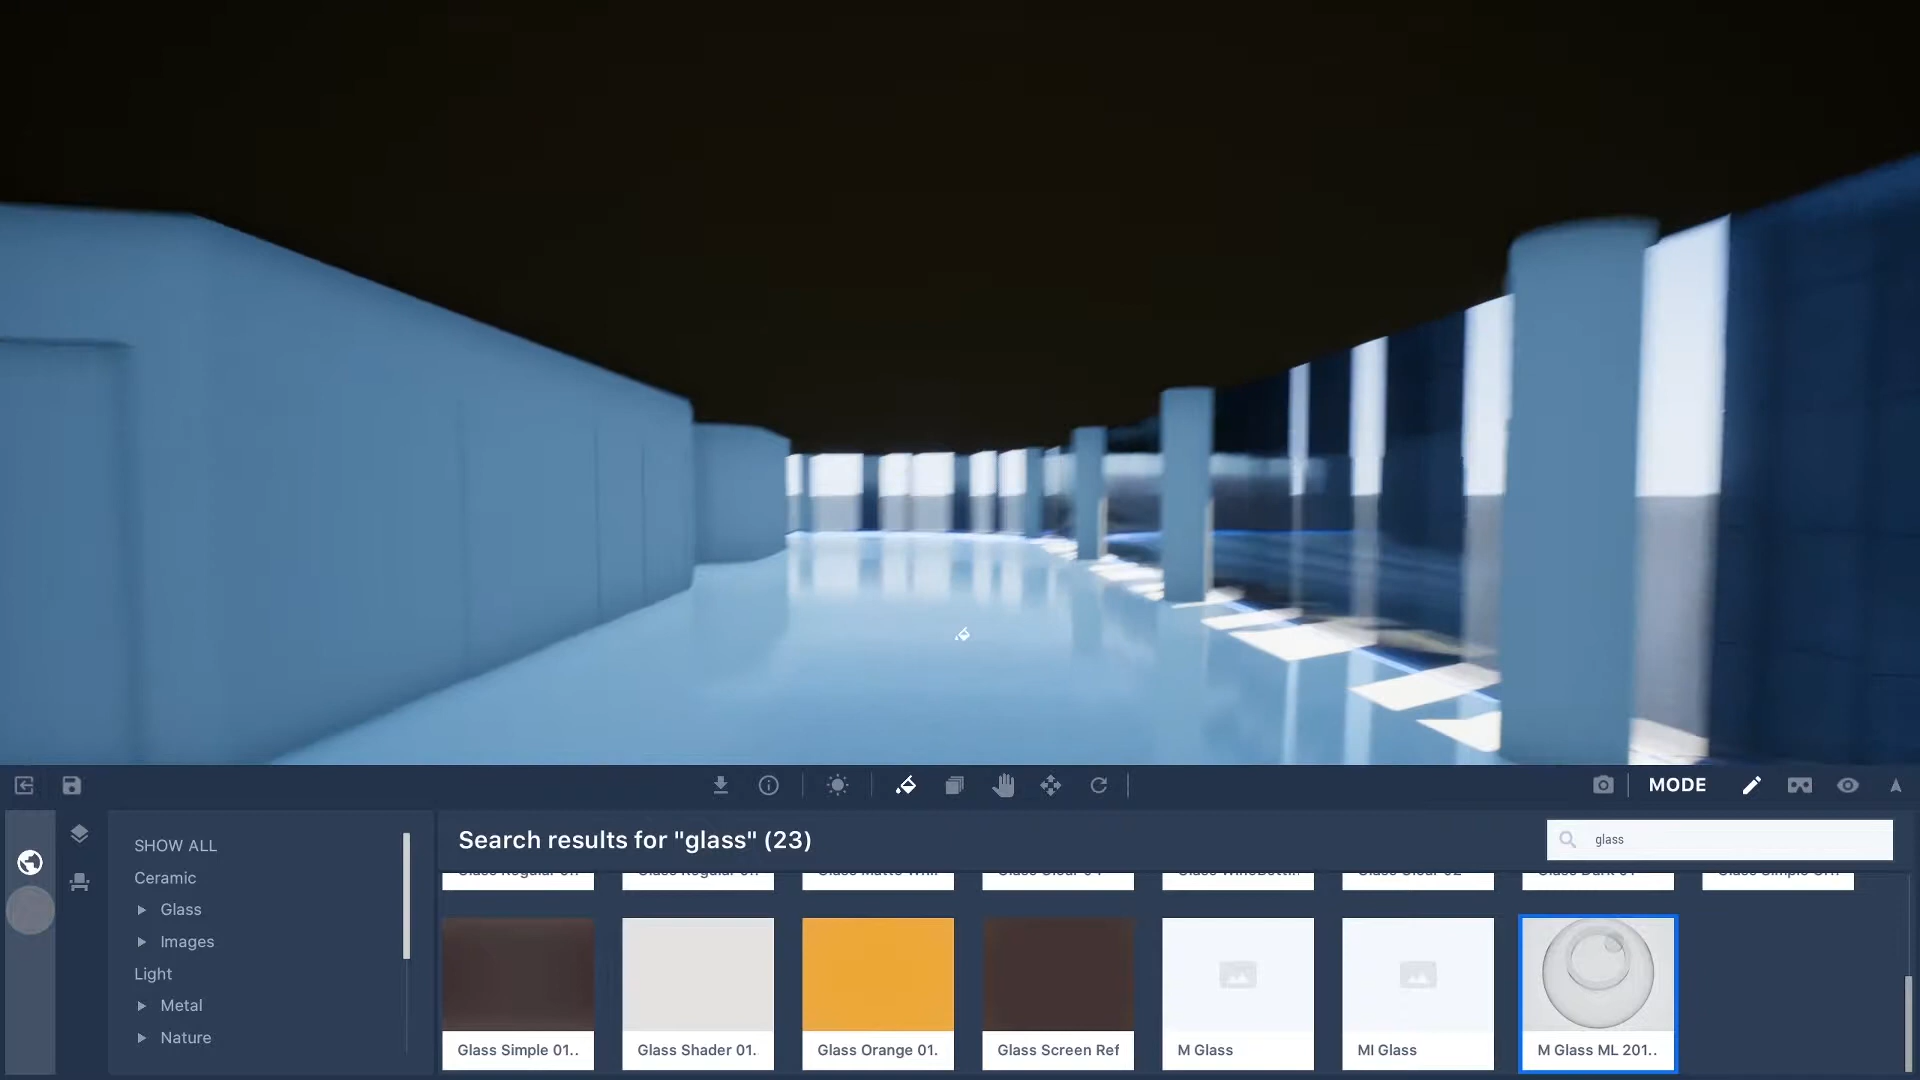 MODE
SHOW ALL
Ceramic
Glass
Images
Light
Metal
Nature
Search results for "glass" (23)
glass
Glass Simple 01..
Glass Shader 01.
Glass Orange 01.
Glass Screen Ref
M Glass
MI Glass
M Glass ML 201..